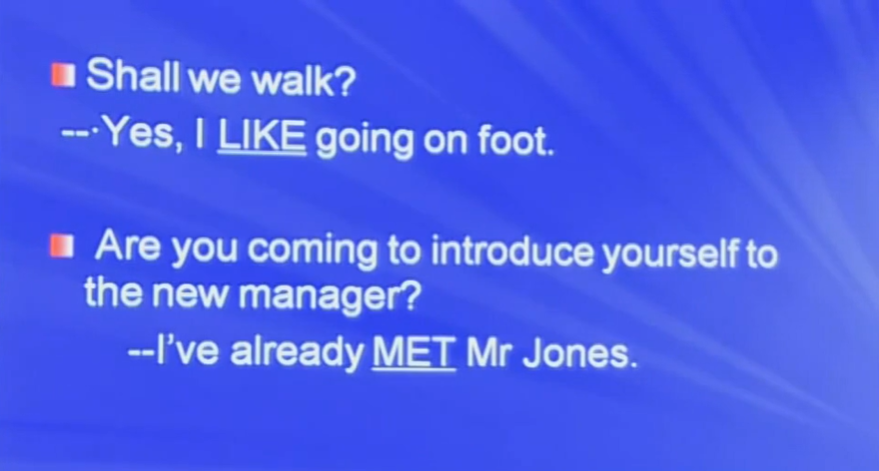 Shall we walk?
--·Yes, I LIKE going on foot.
Are you coming to introduce yourself to
the new manager?
--I've already MET Mr Jones.